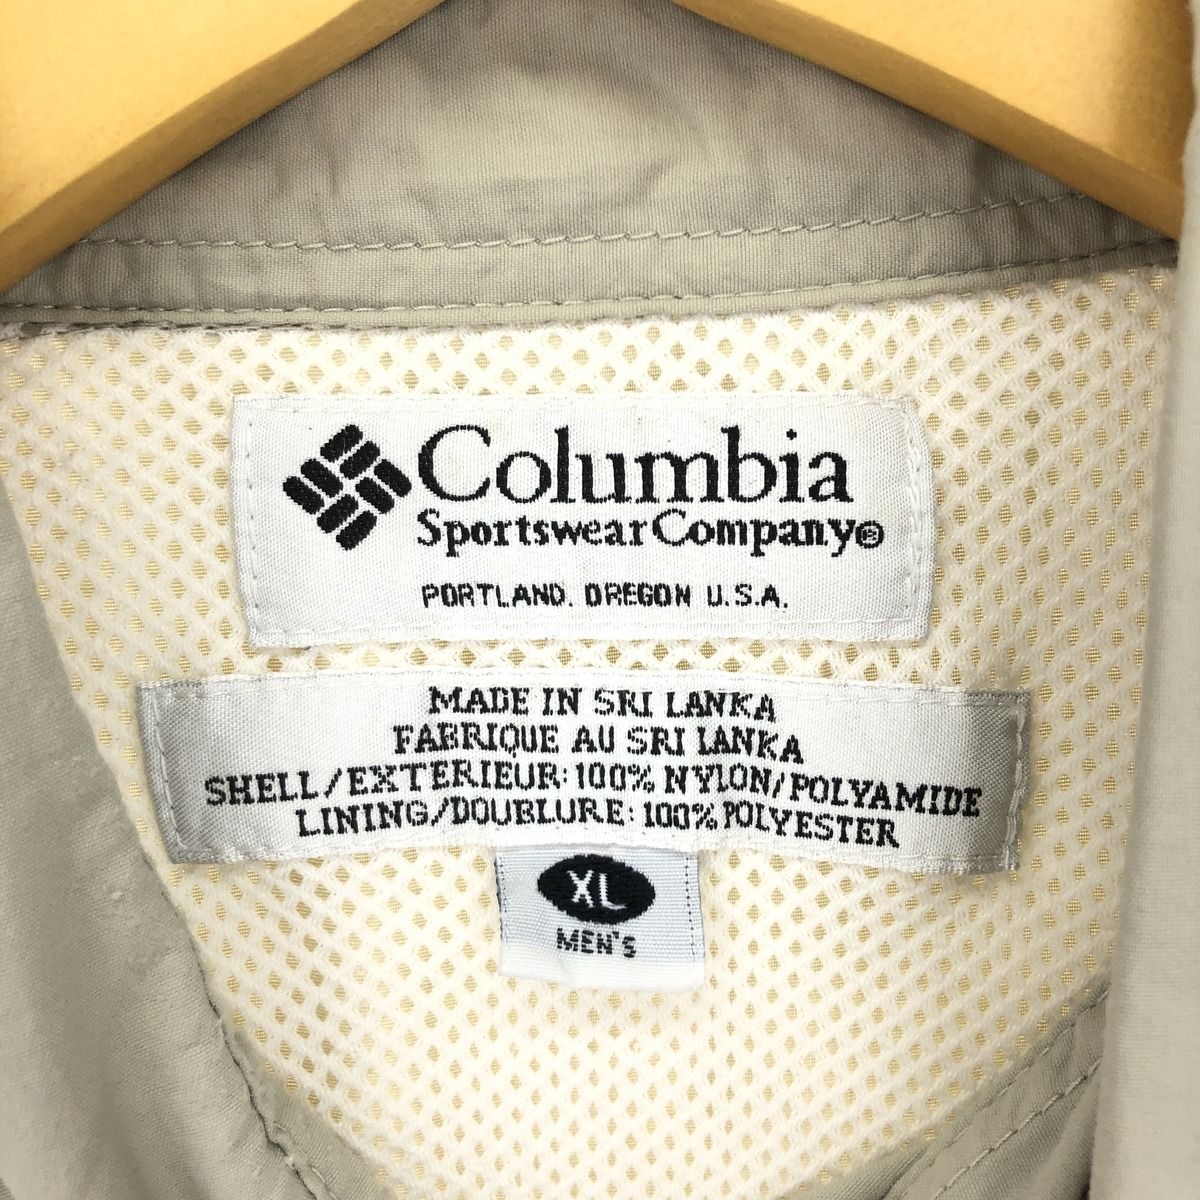 Columbia
Sportswear Company®
PORTLAND. OREGON U.S.A.
MADE IN SRI LANKA
FABRIQUE AU SRI LANKA
SHELL/EXTERIEUR: 100% NYLON/POLYAMIDE
LINING/DOUBLURE: 100% POLYESTER
XL
MEN'S